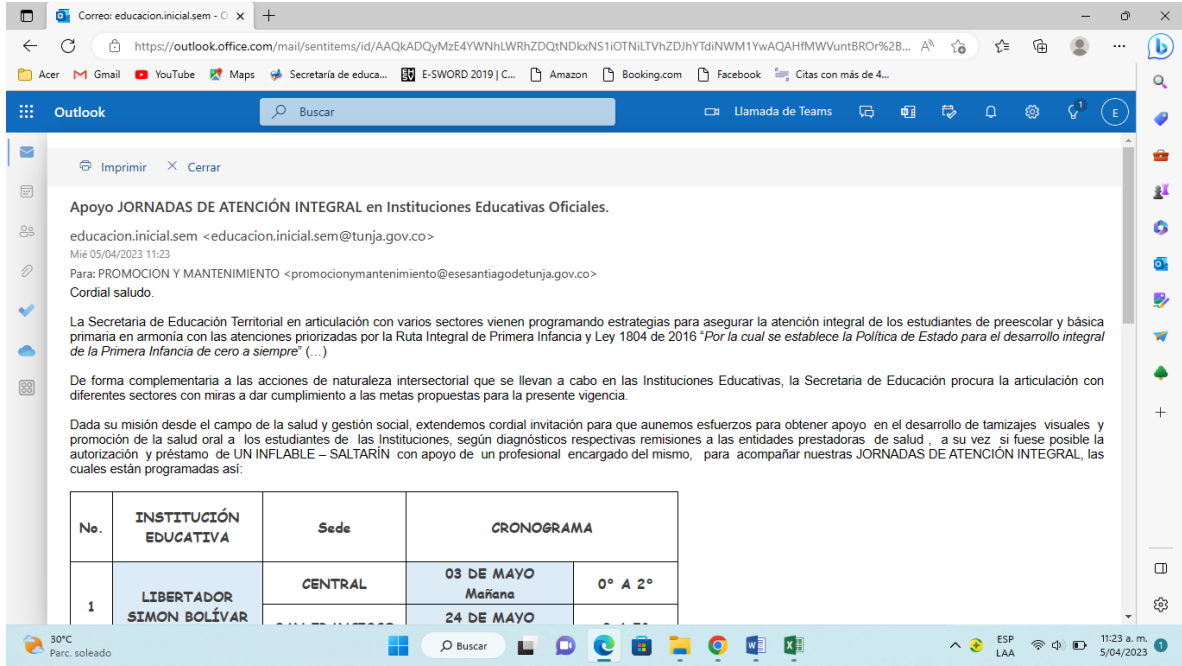 Correo: educacion.inicial.sem - O
https://outlook.office.com/mail/sentitems/id/AAQkADQyMzE4YWNhLWRhZDQtNDkxNS1iOTNiLTVhZDJhYTdiNWM1YwAQAHfMWVuntBROr%2B...
Acer Gmail YouTube Maps Secretaría de educa... E-SWORD 2019 | C... Amazon Booking.com Facebook Citas con más de 4...
Outlook Buscar Llamada de Teams 1 E
Imprimir Cerrar
Apoyo JORNADAS DE ATENCIÓN INTEGRAL en Instituciones Educativas Oficiales.
educacion.inicial.sem <educacion.inicial.sem@tunja.gov.co>
Mié 05/04/2023 11:23
Para: PROMOCION Y MANTENIMIENTO <promocionymantenimiento@esesantiagodetunja.gov.co>
Cordial saludo.
La Secretaria de Educación Territorial en articulación con varios sectores vienen programando estrategias para asegurar la atención integral de los estudiantes de preescolar y básica
primaria en armonía con las atenciones priorizadas por la Ruta Integral de Primera Infancia y Ley 1804 de 2016 “Por la cual se establece la Política de Estado para el desarrollo integral
de la Primera Infancia de cero a siempre” (…)
De forma complementaria a las acciones de naturaleza intersectorial que se llevan a cabo en las Instituciones Educativas, la Secretaria de Educación procura la articulación con
diferentes sectores con miras a dar cumplimiento a las metas propuestas para la presente vigencia.
Dada su misión desde el campo de la salud y gestión social, extendemos cordial invitación para que aunemos esfuerzos para obtener apoyo en el desarrollo de tamizajes visuales y
promoción de la salud oral a los estudiantes de las Instituciones, según diagnósticos respectivas remisiones a las entidades prestadoras de salud , a su vez si fuese posible la
autorización y préstamo de UN INFLABLE – SALTARÍN con apoyo de un profesional encargado del mismo, para acompañar nuestras JORNADAS DE ATENCIÓN INTEGRAL, las
cuales están programadas así:
No. INSTITUCIÓN EDUCATIVA Sede CRONOGRAMA
1 LIBERTADOR SIMON BOLÍVAR CENTRAL 03 DE MAYO Mañana 0° A 2°
24 DE MAYO
30°C
Parc. soleado
Buscar
ESP
LAA
11:23 a. m.
5/04/2023
1